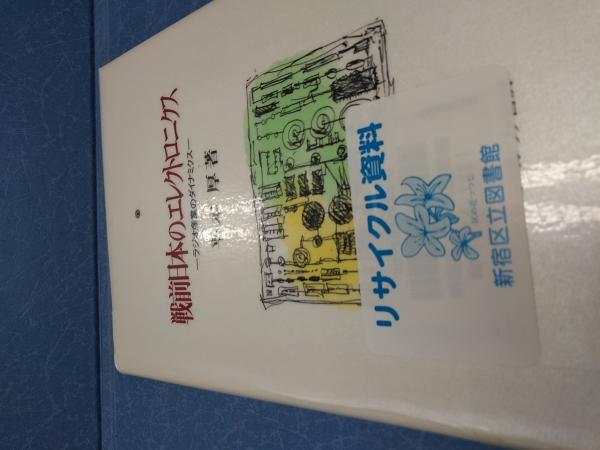 戦前日本のエレクトロニクス
—ラジオ産業のダイナミクス—
厚著
リサイクル資料
新宿区立図書館